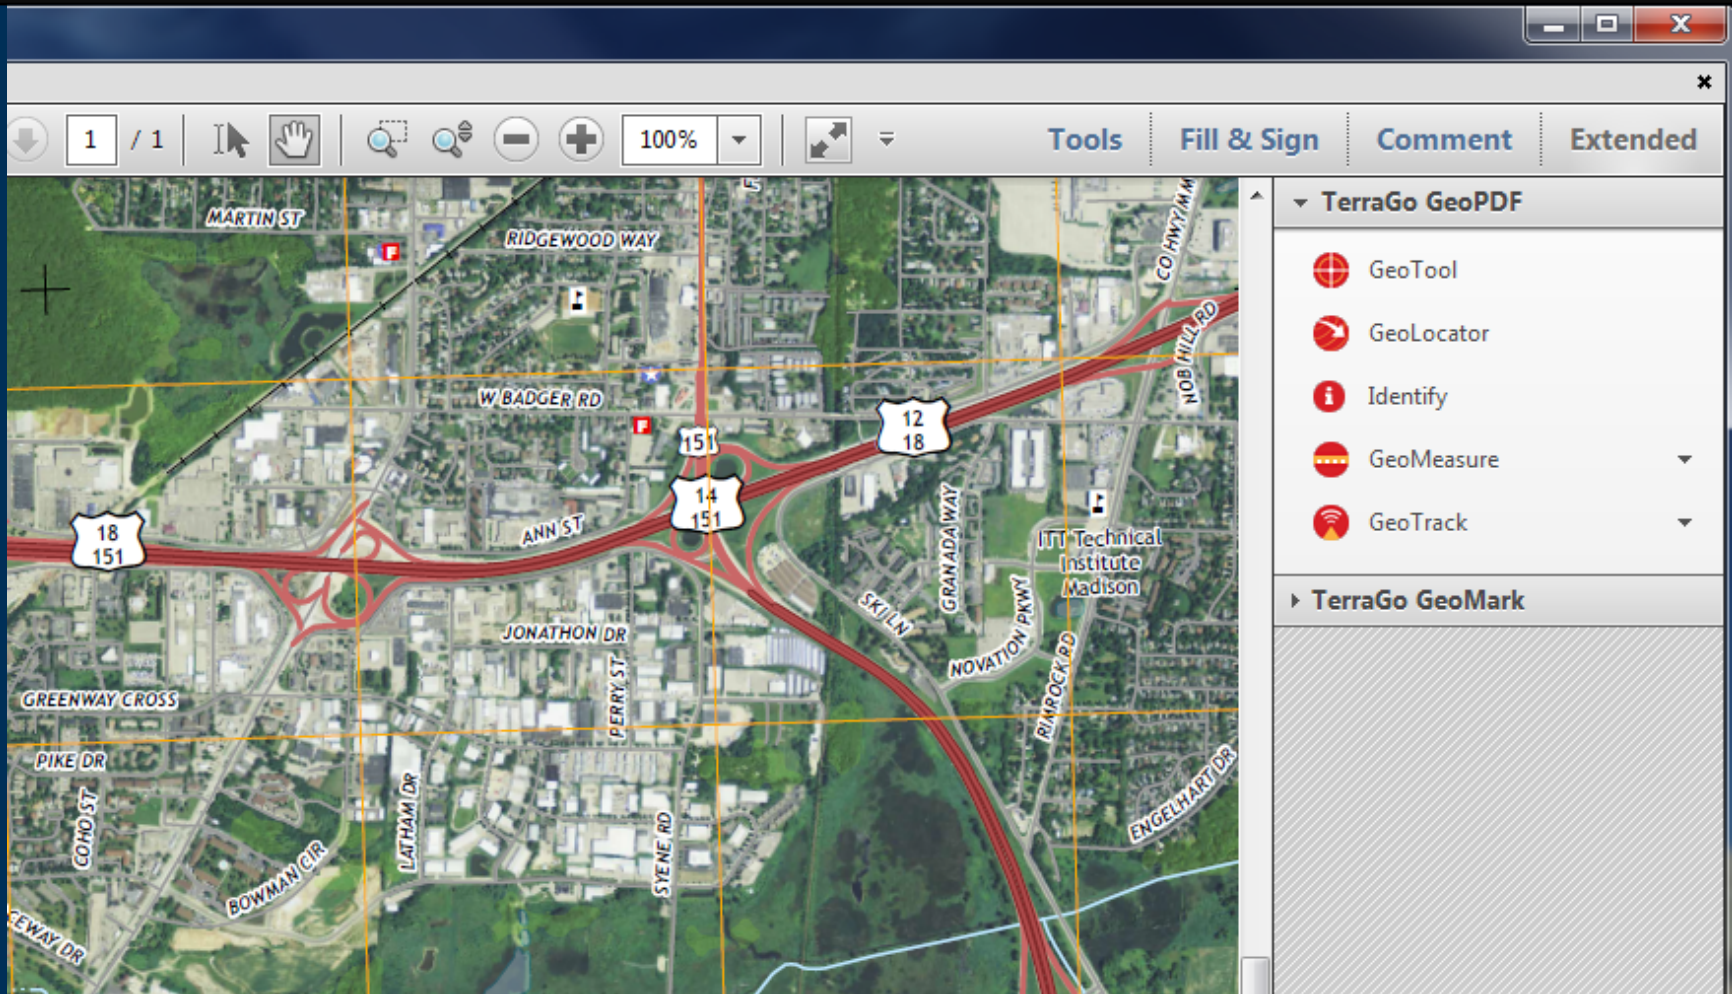 1 / 1
100%
Tools
Fill & Sign
Comment
Extended
TerraGo GeoPDF
GeoTool
GeoLocator
Identify
GeoMeasure
GeoTrack
TerraGo GeoMark
MARTIN ST
F
RIDGEWOOD WAY
CO HWY MM
NOB HILL RD
W BADGER RD
F
12
18
151
14
151
18
151
ANN ST
GRANADA WAY
ITT Technical
Institute
Madison
SKI LN
JONATHON DR
NOVATION PKWY
RIMROCK RD
PERRY ST
GREENWAY CROSS
PIKE DR
COHO ST
LATHAM DR
ENGELHART DR
SYENE RD
BOWMAN CIR
CEWAY DR